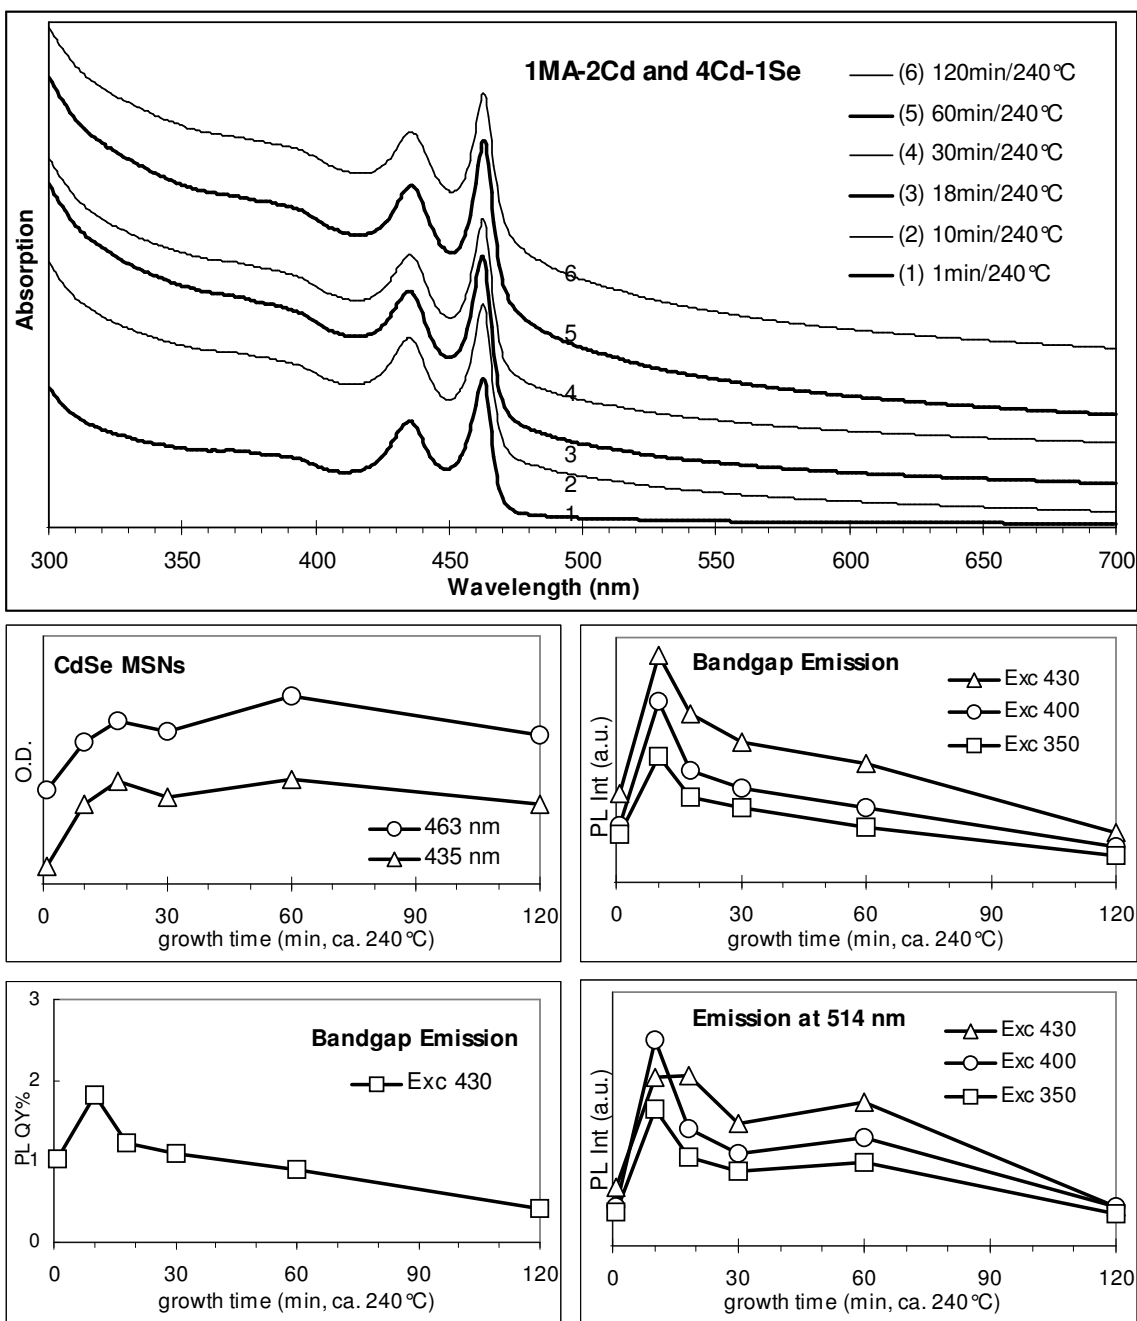 1MA-2Cd and 4Cd-1Se
(6) 120min/240°C
(5) 60min/240°C
(4) 30min/240°C
(3) 18min/240°C
(2) 10min/240°C
(1) 1min/240°C
Absorption
6
5
4
3
2
1
300 350 400 450 500 550 600 650 700
Wavelength (nm)
CdSe MSNs
O.D.
463 nm
435 nm
0 30 60 90 120
growth time (min, ca. 240°C)
Bandgap Emission
Exc 430
Exc 400
Exc 350
PL Int (a.u.)
0 30 60 90 120
growth time (min, ca. 240°C)
3
2
1
0
PL QY%
Bandgap Emission
Exc 430
0 30 60 90 120
growth time (min, ca. 240°C)
Emission at 514 nm
Exc 430
Exc 400
Exc 350
PL Int (a.u.)
0 30 60 90 120
growth time (min, ca. 240°C)